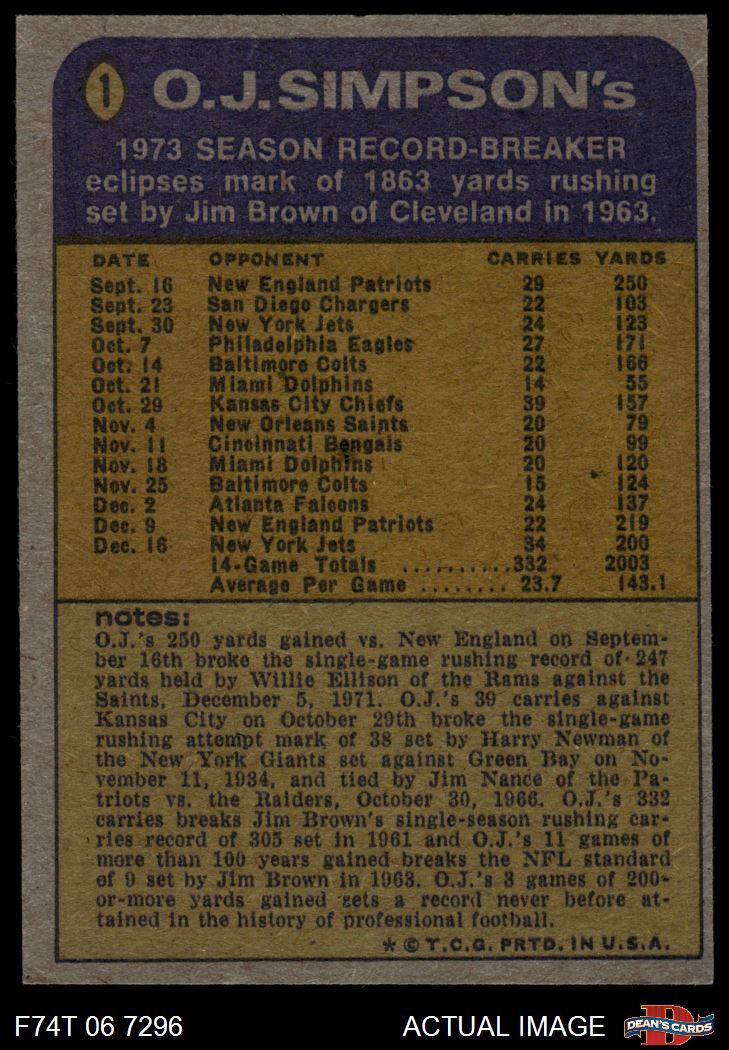 1 O.J. SIMPSON's
1973 SEASON RECORD-BREAKER
eclipses mark of 1863 yards rushing
set by Jim Brown of Cleveland in 1963.
DATE OPPONENT CARRIES YARDS
Sept. 16 New England Patriots 29 250
Sept. 23 San Diego Chargers 22 103
Sept. 30 New York Jets 24 123
Oct. 7 Philadelphia Eagles 27 171
Oct. 14 Baltimore Colts 22 166
Oct. 21 Miami Dolphins 14 55
Oct. 29 Kansas City Chiefs 39 157
Nov. 4 New Orleans Saints 20 79
Nov. 11 Cincinnati Bengals 20 99
Nov. 18 Miami Dolphins 20 120
Nov. 25 Baltimore Colts 15 124
Dec. 2 Atlanta Falcons 24 137
Dec. 9 New England Patriots 22 219
Dec. 16 New York Jets 34 200
14-Game Totals ..........332 2003
Average Per Game ........ 23.7 143.1
notes:
O.J.'s 250 yards gained vs. New England on Septem-
ber 16th broke the single-game rushing record of 247
yards held by Willie Ellison of the Rams against the
Saints, December 5, 1971. O.J.'s 39 carries against
Kansas City on October 29th broke the single-game
rushing attempt mark of 38 set by Harry Newman of
the New York Giants set against Green Bay on No-
vember 11, 1934, and tied by Jim Nance of the Pa-
triots vs. the Raiders, October 30, 1966. O.J.'s 332
carries breaks Jim Brown's single-season rushing car-
ries record of 305 set in 1961 and O.J.'s 11 games of
more than 100 years gained breaks the NFL standard
of 9 set by Jim Brown in 1963. O.J.'s 3 games of 200-
or-more yards gained sets a record never before at-
tained in the history of professional football.
* © T.C.G. PRTD. IN U.S.A.
F74T 06 7296 ACTUAL IMAGE D DEAN'S CARDS